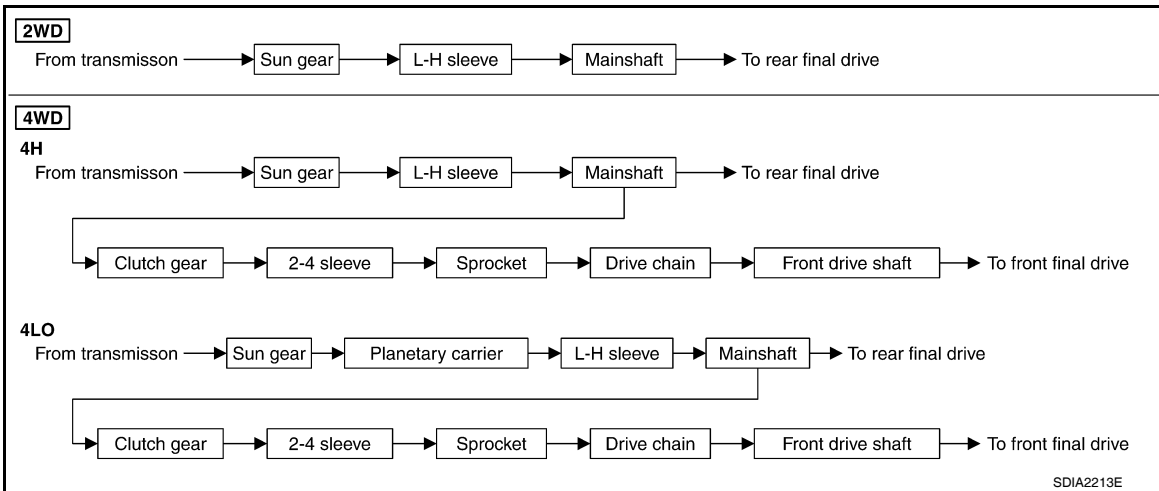 2WD
From transmisson Sun gear L-H sleeve Mainshaft To rear final drive
4WD
4H
From transmisson Sun gear L-H sleeve Mainshaft To rear final drive
Clutch gear 2-4 sleeve Sprocket Drive chain Front drive shaft To front final drive
4LO
From transmisson Sun gear Planetary carrier L-H sleeve Mainshaft To rear final drive
Clutch gear 2-4 sleeve Sprocket Drive chain Front drive shaft To front final drive
SDIA2213E